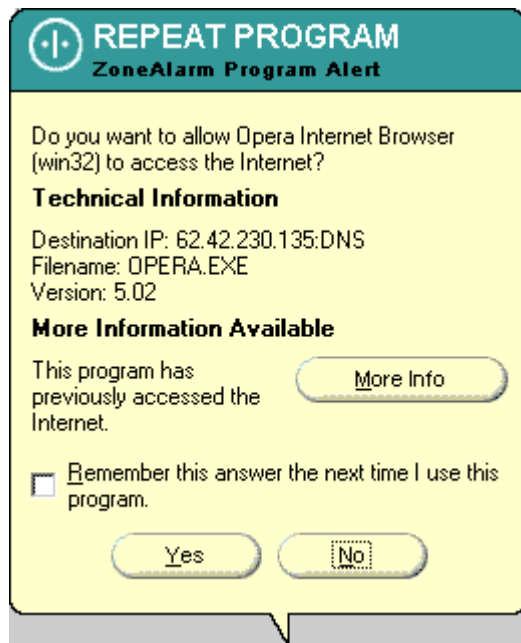 REPEAT PROGRAM
ZoneAlarm Program Alert
Do you want to allow Opera Internet Browser
(win32) to access the Internet?
Technical Information
Destination IP: 62.42.230.135:DNS
Filename: OPERA.EXE
Version: 5.02
More Information Available
This program has
previously accessed the
Internet.
More Info
Remember this answer the next time I use this
program.
Yes
No